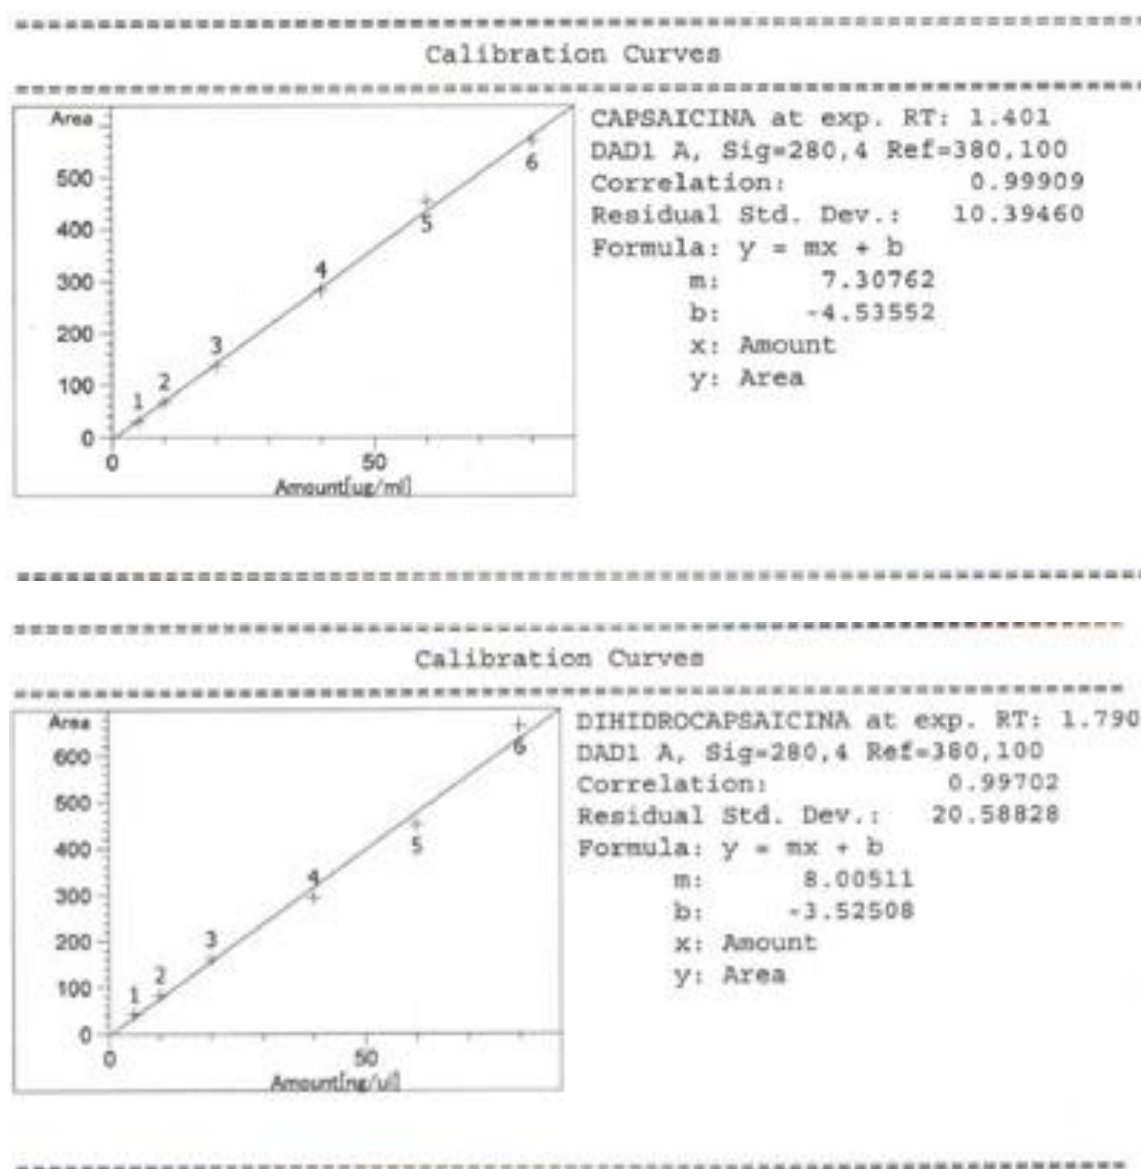 Calibration Curves
Area
500
400
300
200
100
0
1
2
3
4
5
6
0
50
Amount[ug/ml]
CAPSAICINA at exp. RT: 1.401
DAD1 A, Sig=280,4 Ref=380,100
Correlation: 0.99909
Residual Std. Dev.: 10.39460
Formula: y = mx + b
m: 7.30762
b: -4.53552
x: Amount
y: Area
Calibration Curves
Area
600
500
400
300
200
100
0
1
2
3
4
5
6
0
50
Amount[ng/ul]
DIHIDROCAPSAICINA at exp. RT: 1.790
DAD1 A, Sig=280,4 Ref=380,100
Correlation: 0.99702
Residual Std. Dev.: 20.58828
Formula: y = mx + b
m: 8.00511
b: -3.52508
x: Amount
y: Area